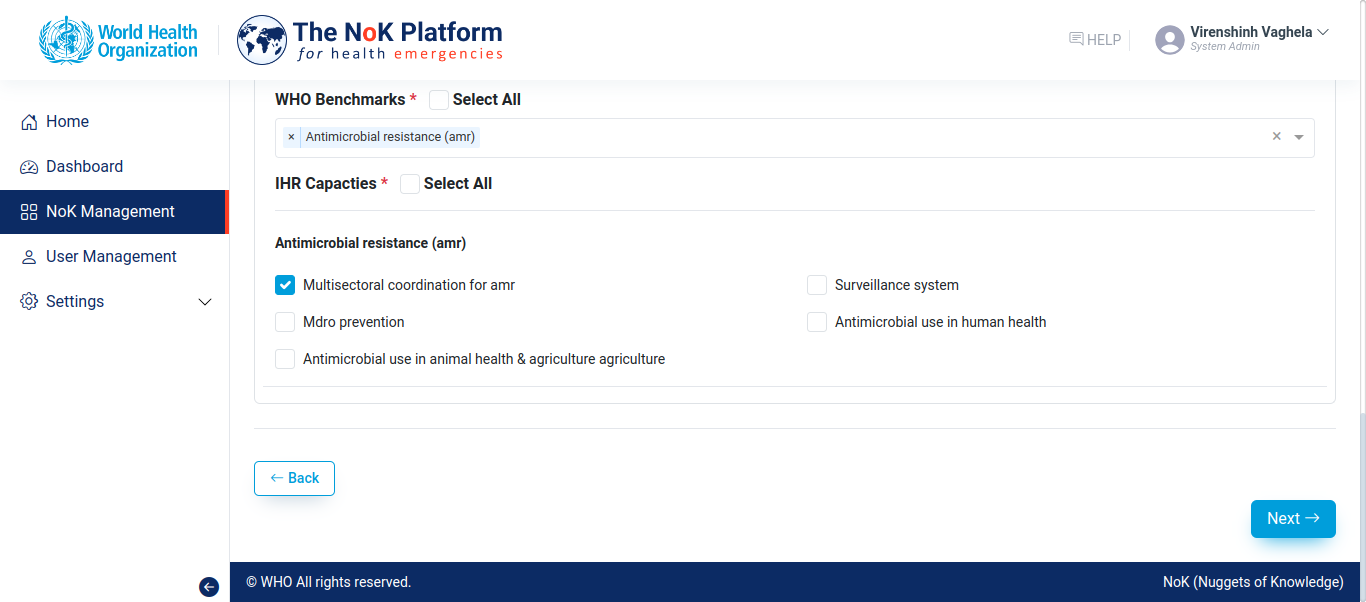 World Health
Organization
The NoK Platform
for health emergencies
HELP
Virenshinh Vaghela
System Admin
Home
Dashboard
NoK Management
User Management
Settings
WHO Benchmarks * Select All
× Antimicrobial resistance (amr) ×
IHR Capacties * Select All
Antimicrobial resistance (amr)
Multisectoral coordination for amr
Surveillance system
Mdro prevention
Antimicrobial use in human health
Antimicrobial use in animal health & agriculture agriculture
← Back
Next →
© WHO All rights reserved.
NoK (Nuggets of Knowledge)